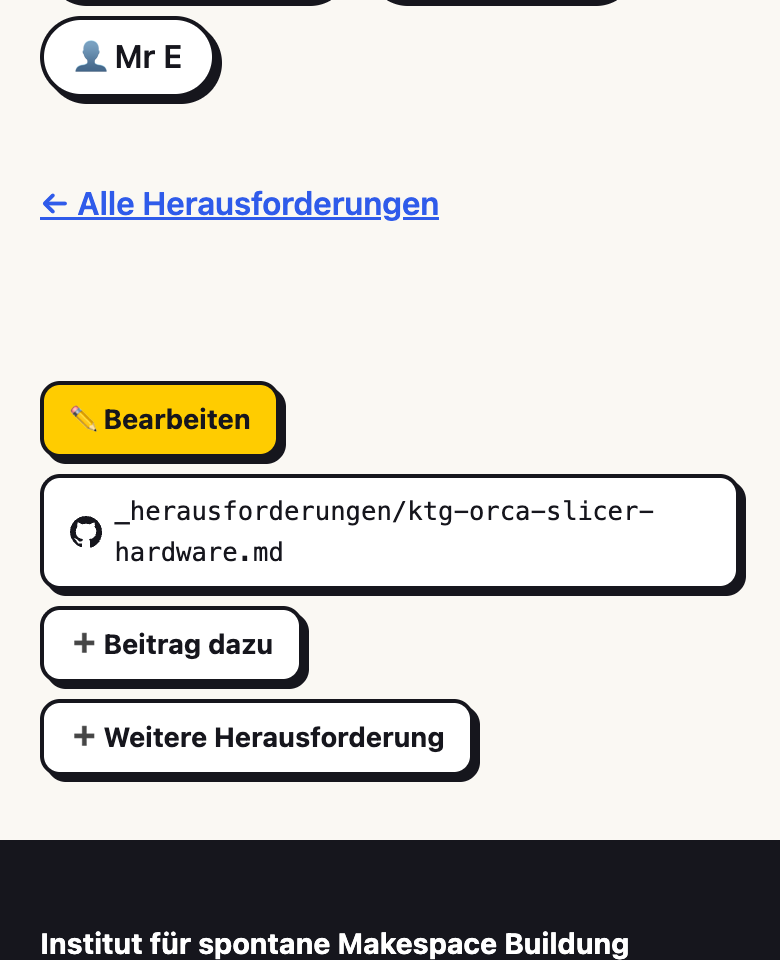 Mr E
← Alle Herausforderungen
Bearbeiten
_herausforderungen/ktg-orca-slicer-
hardware.md
+ Beitrag dazu
+ Weitere Herausforderung
Institut für spontane Makespace Buildung